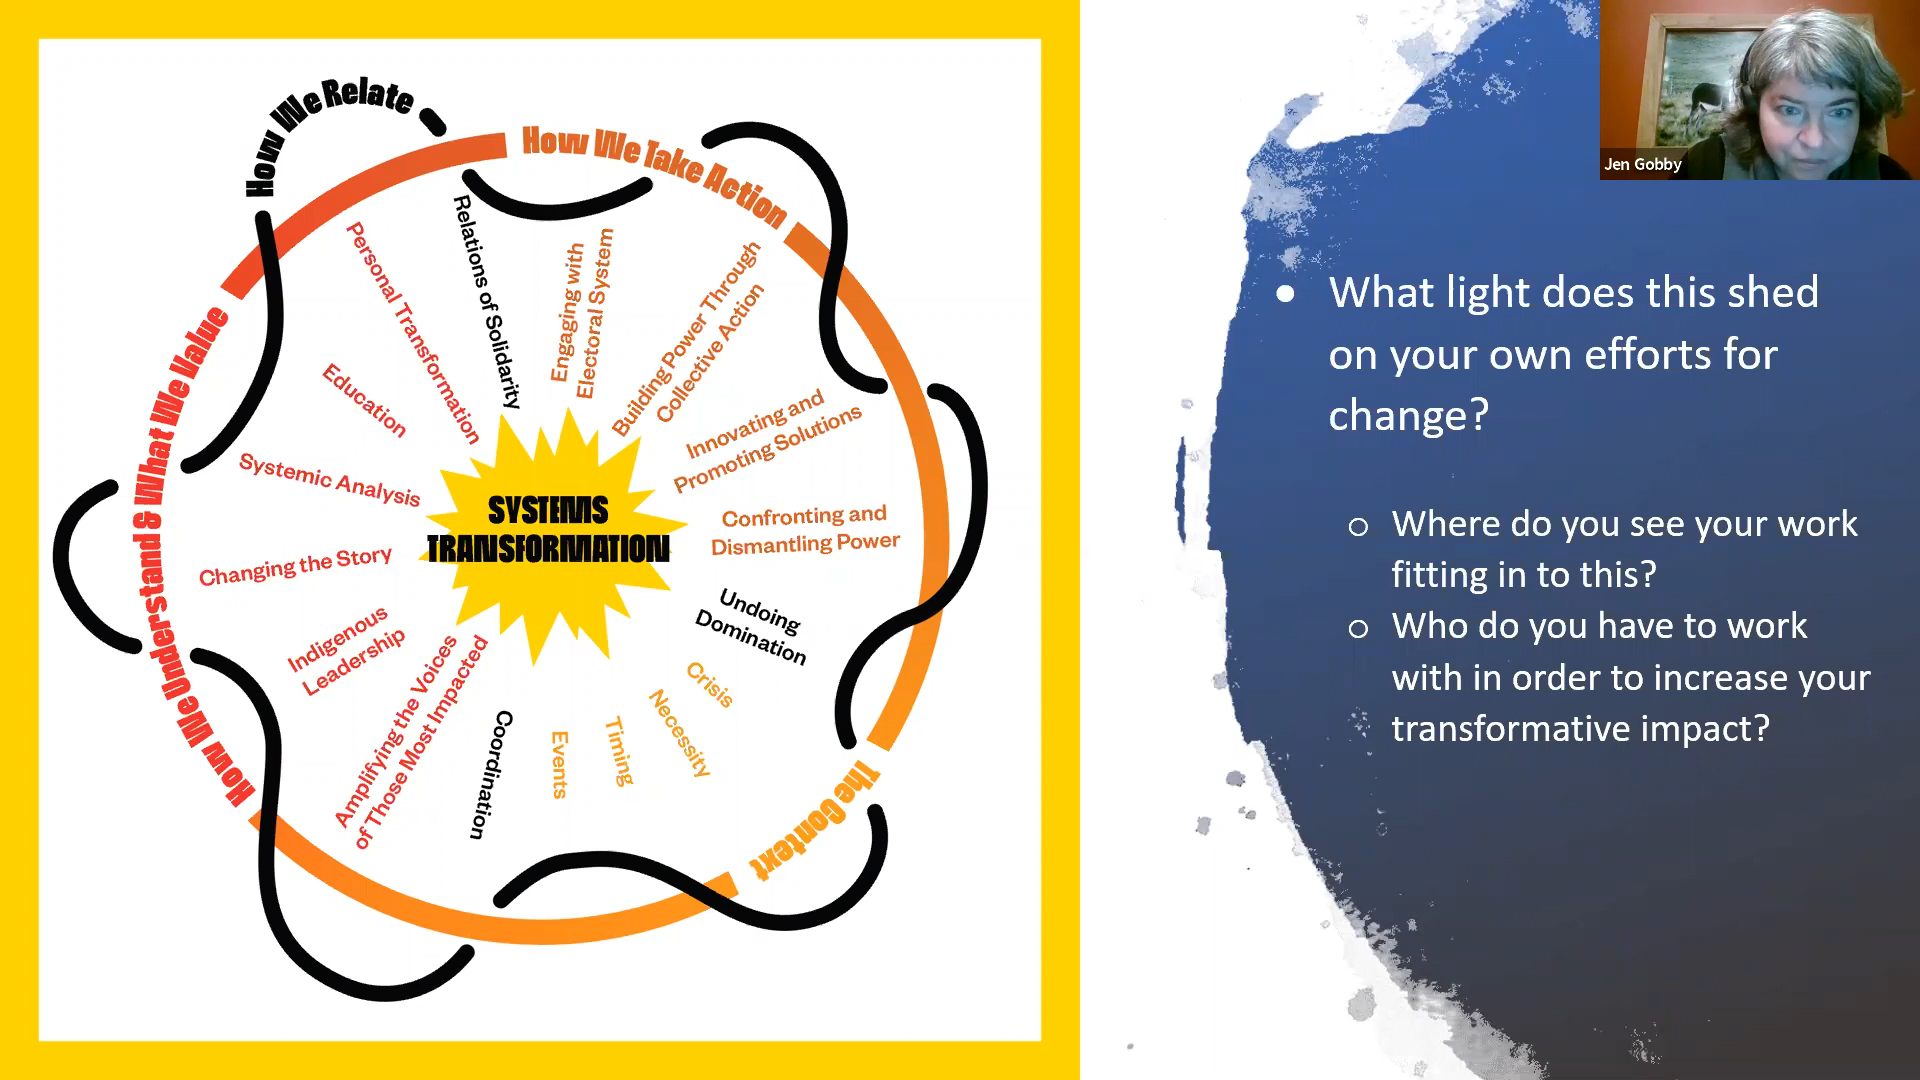 How We Relate
How We Take Action
How We Understand & What We Value
The Context
Relations of Solidarity
Engaging with
Electoral System
Building Power Through
Collective Action
Innovating and
Promoting Solutions
Confronting and
Dismantling Power
Undoing
Domination
Crisis
Necessity
Timing
Events
Coordination
Amplifying the Voices
of Those Most Impacted
Indigenous
Leadership
Changing the Story
Systemic Analysis
Education
Personal Transformation
SYSTEMS
TRANSFORMATION
Jen Gobby
• What light does this shed
on your own efforts for
change?
○ Where do you see your work
fitting in to this?
○ Who do you have to work
with in order to increase your
transformative impact?